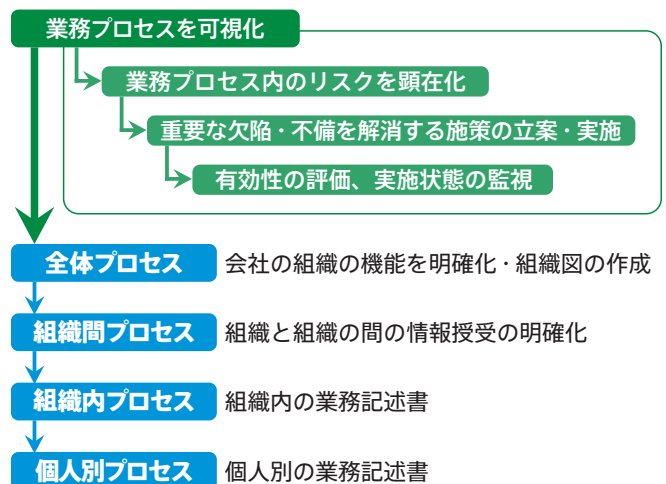 業務プロセスを可視化
業務プロセス内のリスクを顕在化
重要な欠陥・不備を解消する施策の立案・実施
有効性の評価、実施状態の監視
全体プロセス 会社の組織の機能を明確化・組織図の作成
組織間プロセス 組織と組織の間の情報授受の明確化
組織内プロセス 組織内の業務記述書
個人別プロセス 個人別の業務記述書